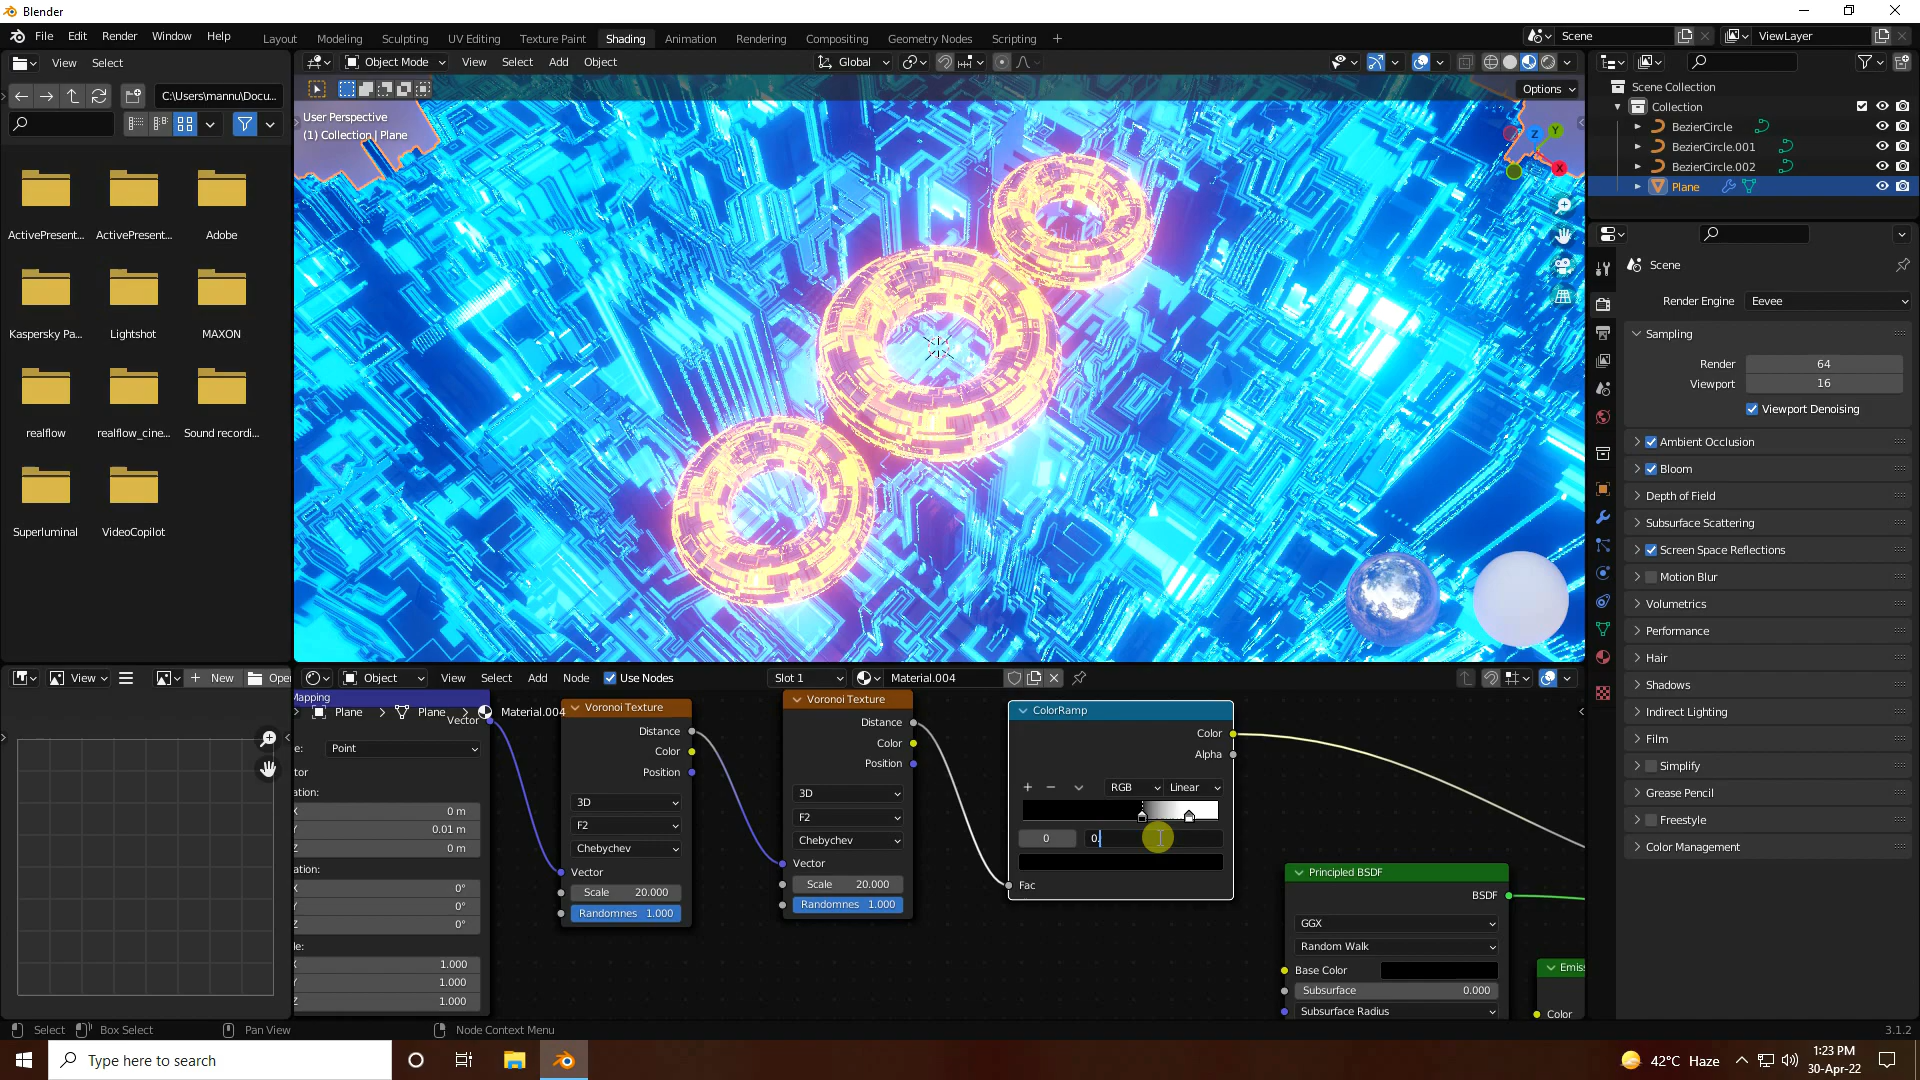 Blender
File Edit Render Window Help
Layout Modeling Sculpting UV Editing Texture Paint Shading Animation Rendering Compositing Geometry Nodes Scripting +
Scene
ViewLayer
View Select
Object Mode View Select Add Object
Global
C:\Users\mannu\Docu...
Options
User Perspective
(1) Collection | Plane
Z Y X
ActivePresent... ActivePresent... Adobe
Kaspersky Pa... Lightshot MAXON
realflow realflow_cine... Sound recordi...
Superluminal VideoCopilot
Scene Collection
Collection
BezierCircle
BezierCircle.001
BezierCircle.002
Plane
Scene
Render Engine Eevee
Sampling
Render 64
Viewport 16
Viewport Denoising
Ambient Occlusion
Bloom
Depth of Field
Subsurface Scattering
Screen Space Reflections
Motion Blur
Volumetrics
Performance
Hair
Shadows
Indirect Lighting
Film
Simplify
Grease Pencil
Freestyle
Color Management
View
New
Open
Object View Select Add Node Use Nodes Slot 1 Material.004
Plane Plane Material.004
Mapping
Vector
e: Point
tor
ation:
X 0 m
Y 0.01 m
Z 0 m
ation:
X 0°
Y 0°
Z 0°
le:
X 1.000
Y 1.000
Z 1.000
Voronoi Texture
Distance
Color
Position
3D
F2
Chebychev
Vector
Scale 20.000
Randomnes 1.000
Voronoi Texture
Distance
Color
Position
3D
F2
Chebychev
Vector
Scale 20.000
Randomnes 1.000
ColorRamp
Color
Alpha
RGB Linear
0 0.
Fac
Principled BSDF
BSDF
GGX
Random Walk
Base Color
Subsurface 0.000
Subsurface Radius
Emiss
Color
Select Box Select Pan View Node Context Menu
3.1.2
Type here to search
42°C Haze
1:23 PM
30-Apr-22